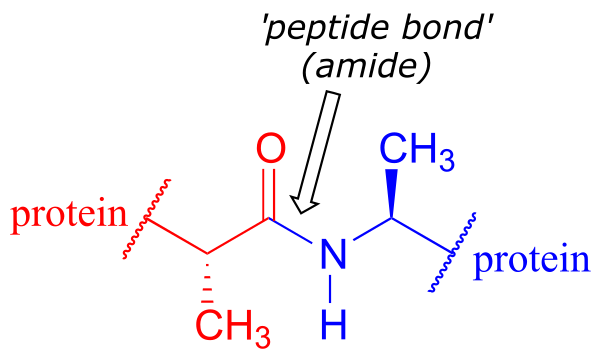 'peptide bond'
(amide)
O
CH3
protein
N
protein
CH3
H